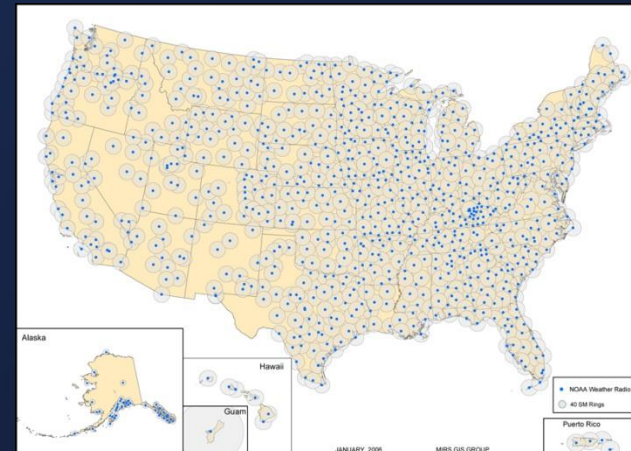 Alaska
Hawaii
Guam
NOAA Weather Radio
40 SM Rings
Puerto Rico
JANUARY, 2006
MIRS GIS GROUP